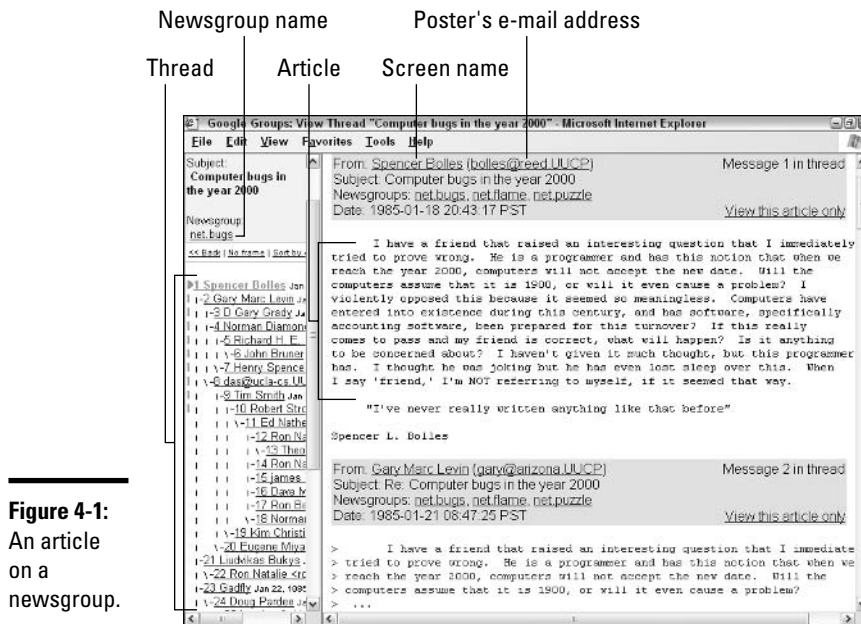 Newsgroup name
Poster's e-mail address
Thread
Article
Screen name
Google Groups: View Thread "Computer bugs in the year 2000" - Microsoft Internet Explorer
File Edit View Favorites Tools Help
Subject:
Computer bugs in
the year 2000
Newsgroup:
net.bugs
<< Back | No frame | Sort by
1 Spencer Bolles Jan
2 Gary Marc Levin
3 D Gary Grady
4 Norman Diamon
5 Richard H. E.
6 John Bruner
7 Henry Spence
8 das@ucla-cs.UU
9 Tim Smith Jan
10 Robert Stro
11 Ed Nathe
12 Ron Na
13 Theo
14 Ron Na
15 james
16 Dave M
17 Ron Be
18 Norman
19 Kim Christi
20 Eugene Miya
21 Liudvikas Bukys
22 Ron Natalie <ro
23 Gadfly Jan 22, 1985
24 Doug Pardee
From: Spencer Bolles (bolles@reed.UUCP)
Message 1 in thread
Subject: Computer bugs in the year 2000
Newsgroups: net.bugs, net.flame, net.puzzle
Date: 1985-01-18 20:43:17 PST
View this article only
I have a friend that raised an interesting question that I immediately
tried to prove wrong. He is a programmer and has this notion that when we
reach the year 2000, computers will not accept the new date. Will the
computers assume that it is 1900, or will it even cause a problem? I
violently opposed this because it seemed so meaningless. Computers have
entered into existence during this century, and has software, specifically
accounting software, been prepared for this turnover? If this really
comes to pass and my friend is correct, what will happen? Is it anything
to be concerned about? I haven't given it much thought, but this programmer
has. I thought he was joking but he has even lost sleep over this. When
I say 'friend,' I'm NOT referring to myself, if it seemed that way.
"I've never really written anything like that before"
Spencer L. Bolles
From: Gary Marc Levin (gary@arizona.UUCP)
Message 2 in thread
Subject: Re: Computer bugs in the year 2000
Newsgroups: net.bugs, net.flame, net.puzzle
Date: 1985-01-21 08:47:25 PST
View this article only
> I have a friend that raised an interesting question that I immediate
> tried to prove wrong. He is a programmer and has this notion that when we
> reach the year 2000, computers will not accept the new date. Will the
> computers assume that it is 1900, or will it even cause a problem?
> ...
Figure 4-1:
An article
on a
newsgroup.